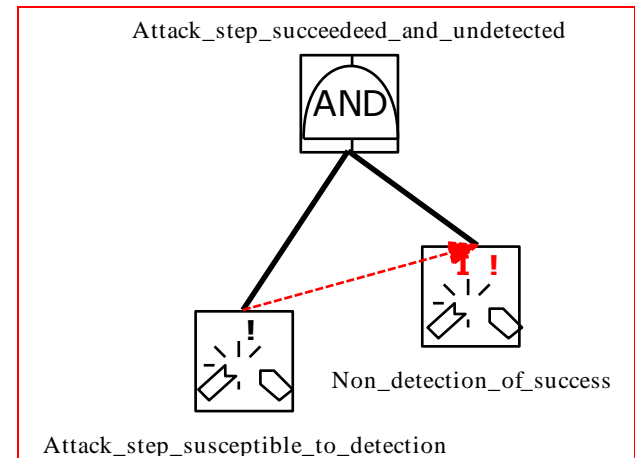 Attack_step_succeedeed_and_undetected
AND
I !
!
Non_detection_of_success
Attack_step_susceptible_to_detection